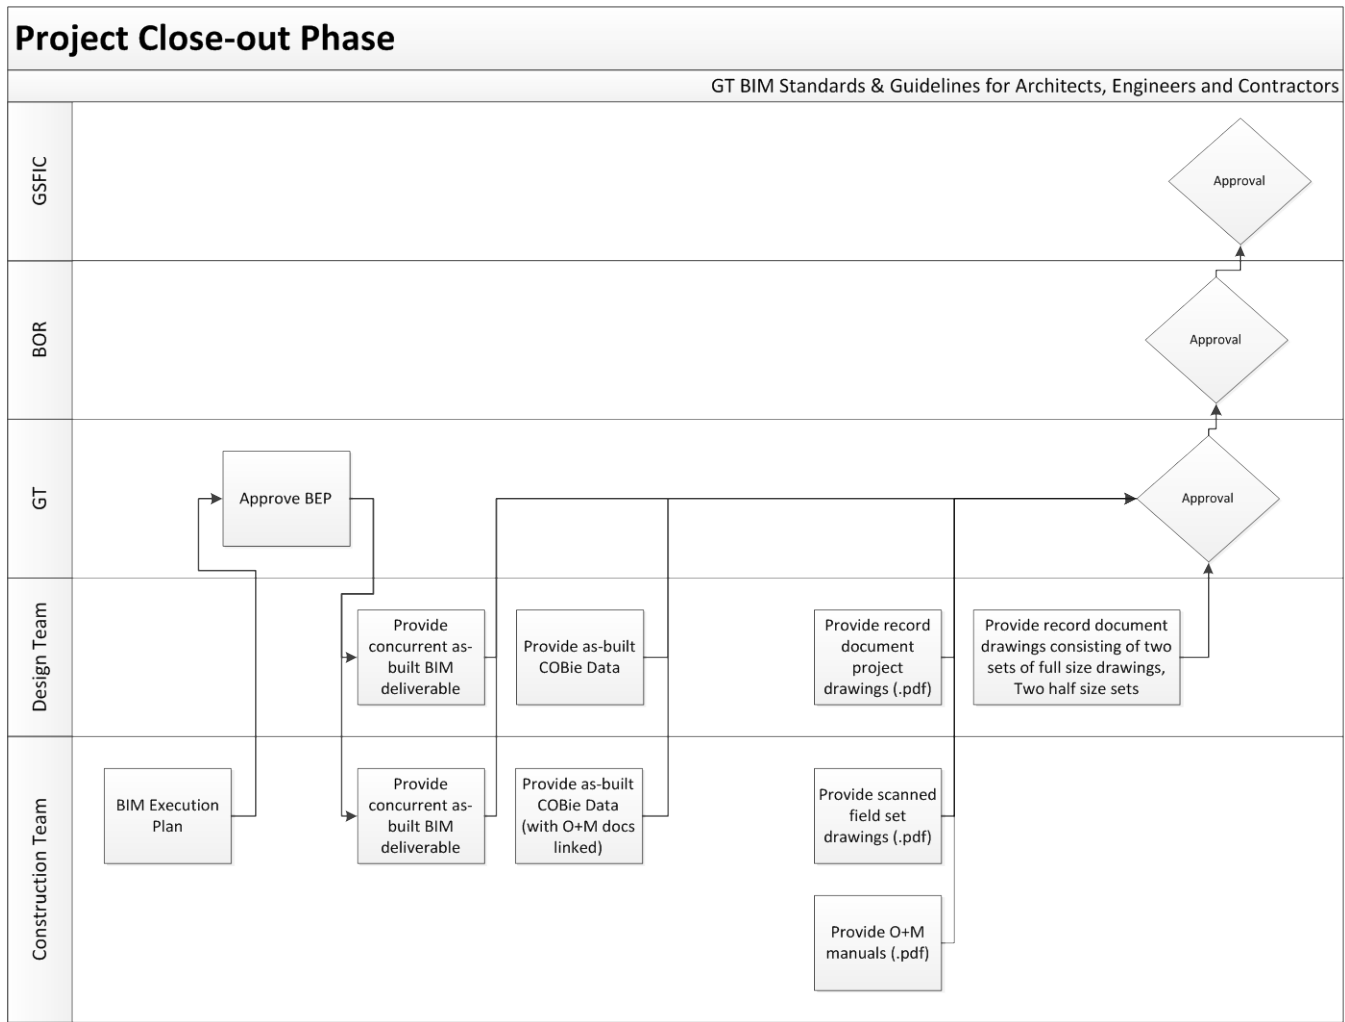 Project Close-out Phase
GT BIM Standards & Guidelines for Architects, Engineers and Contractors
GSFIC
Approval
BOR
Approval
GT
Approve BEP
Approval
Design Team
Provide
concurrent as-
built BIM
deliverable
Provide as-built
COBie Data
Provide record
document
project
drawings (.pdf)
Provide record document
drawings consisting of two
sets of full size drawings,
Two half size sets
Construction Team
BIM Execution
Plan
Provide
concurrent as-
built BIM
deliverable
Provide as-built
COBie Data
(with O+M docs
linked)
Provide scanned
field set
drawings (.pdf)
Provide O+M
manuals (.pdf)